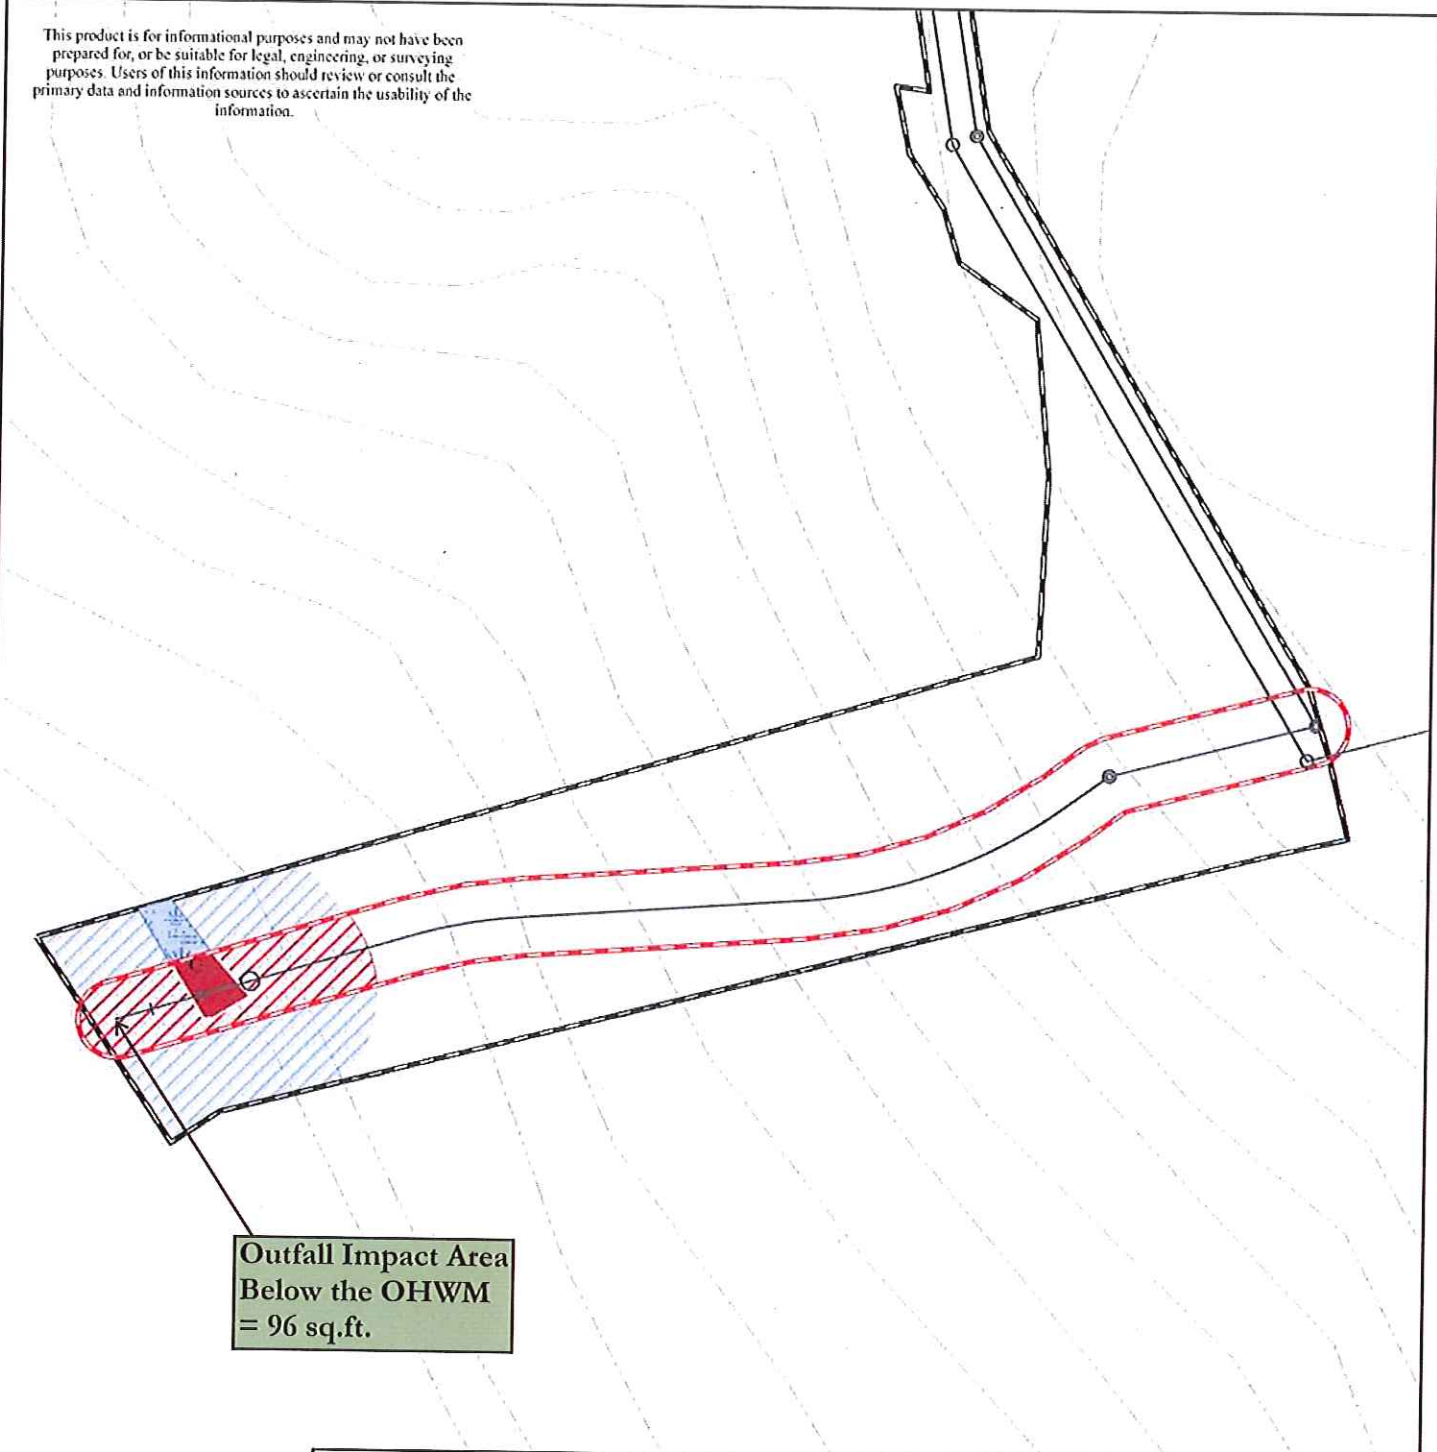 This product is for informational purposes and may not have been
prepared for, or be suitable for legal, engineering, or surveying
purposes. Users of this information should review or consult the
primary data and information sources to ascertain the usability of the
information.
Outfall Impact Area
Below the OHWM
= 96 sq.ft.